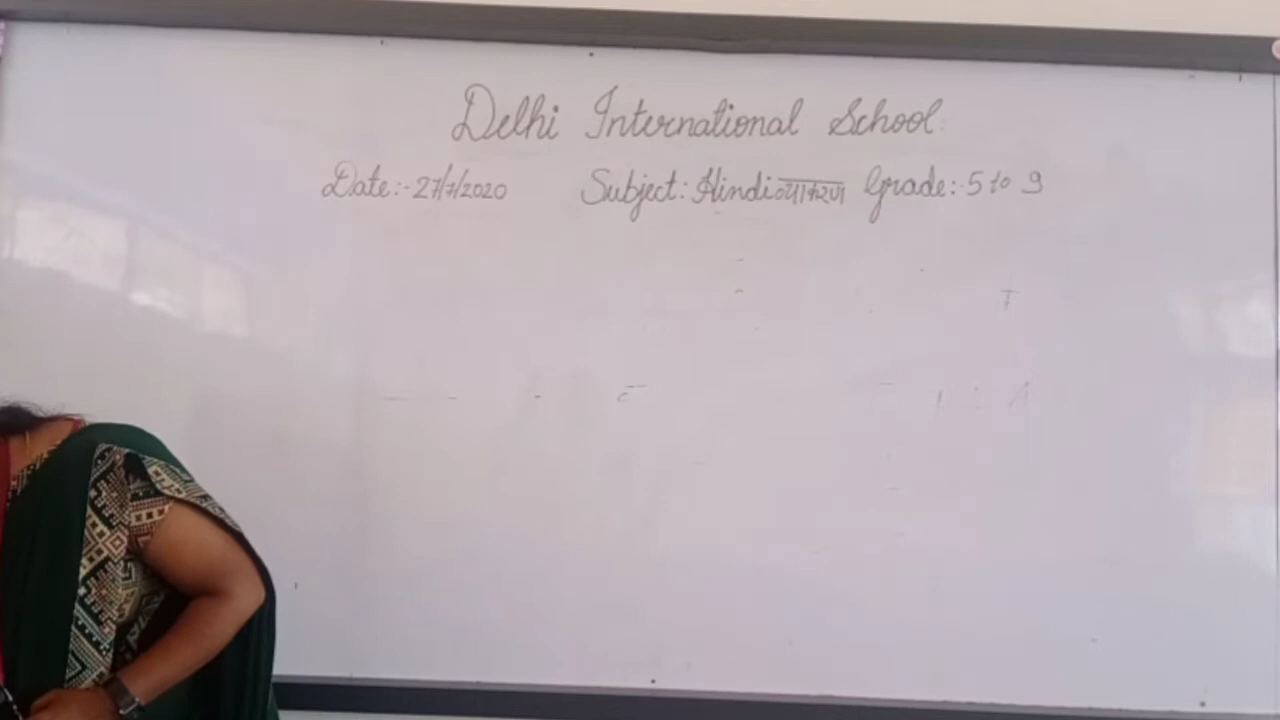 Delhi International School.
Date:- 27/7/2020 Subject: Hindi व्याकरण Grade:- 5 to 9